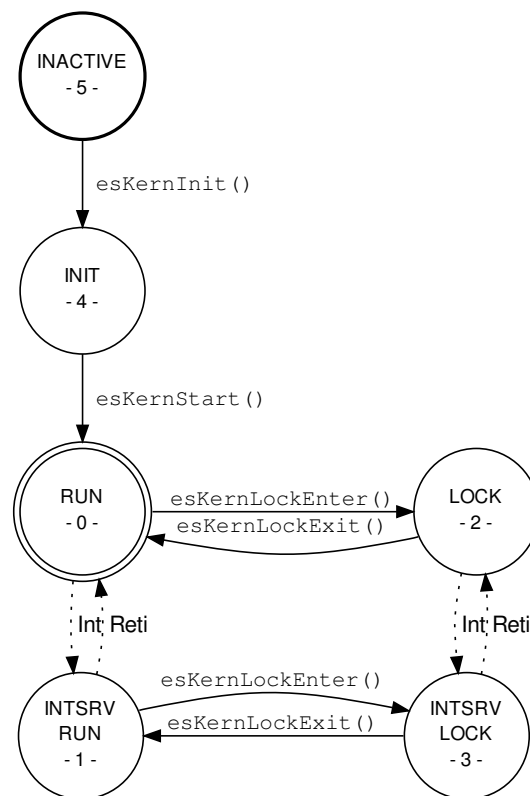 INACTIVE
- 5 -
esKernInit()
INIT
- 4 -
esKernStart()
RUN
- 0 -
esKernLockEnter()
esKernLockExit()
LOCK
- 2 -
Int Reti
Int Reti
INTSRV
RUN
- 1 -
esKernLockEnter()
esKernLockExit()
INTSRV
LOCK
- 3 -